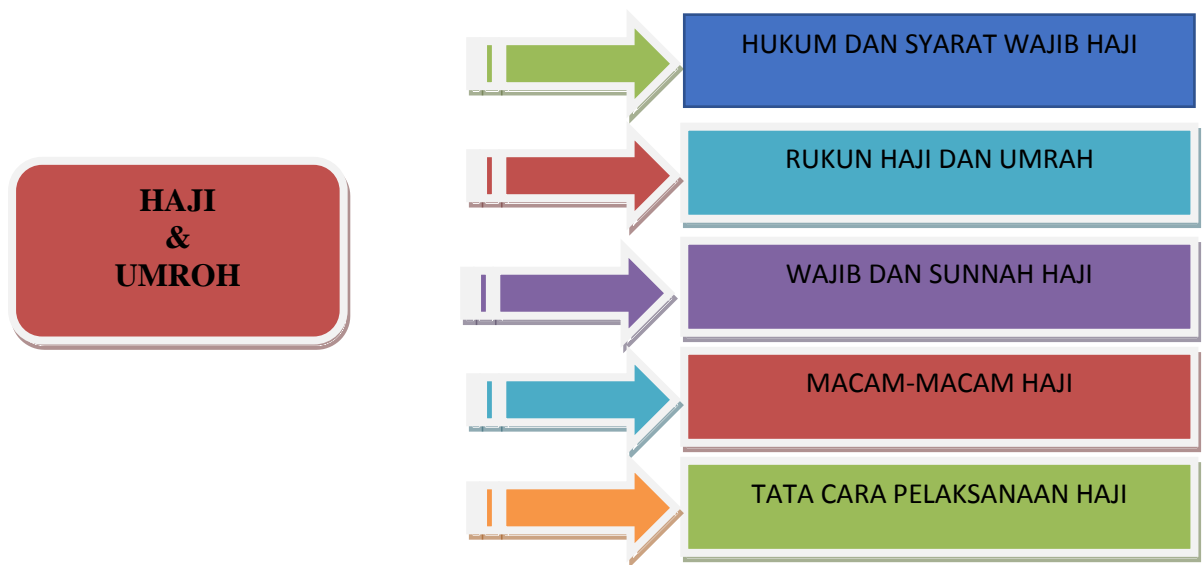 HAJI
&
UMROH
HUKUM DAN SYARAT WAJIB HAJI
RUKUN HAJI DAN UMRAH
WAJIB DAN SUNNAH HAJI
MACAM-MACAM HAJI
TATA CARA PELAKSANAAN HAJI